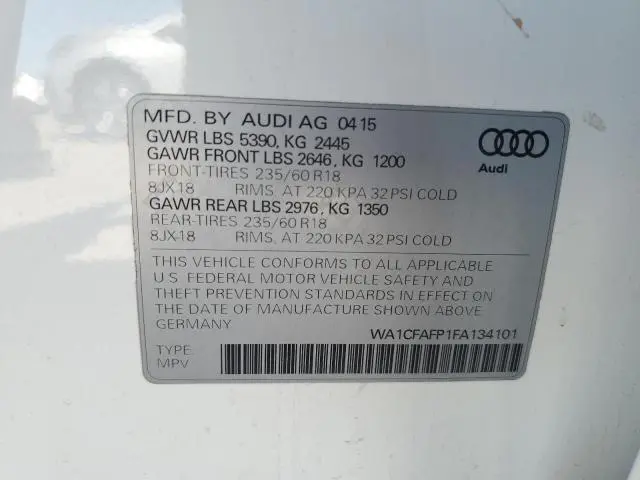 MFD. BY AUDI AG 04 15
GVWR LBS 5390, KG 2445
GAWR FRONT LBS 2646, KG 1200
FRONT-TIRES 235/60 R18
8JX18 RIMS, AT 220 KPA 32 PSI COLD
GAWR REAR LBS 2976, KG 1350
REAR-TIRES 235/60 R18
8JX18 RIMS, AT 220 KPA 32 PSI COLD
Audi
THIS VEHICLE CONFORMS TO ALL APPLICABLE
U.S. FEDERAL MOTOR VEHICLE SAFETY AND
THEFT PREVENTION STANDARDS IN EFFECT ON
THE DATE OF MANUFACTURE SHOWN ABOVE.
GERMANY
WA1CFAFP1FA134101
TYPE:
MPV